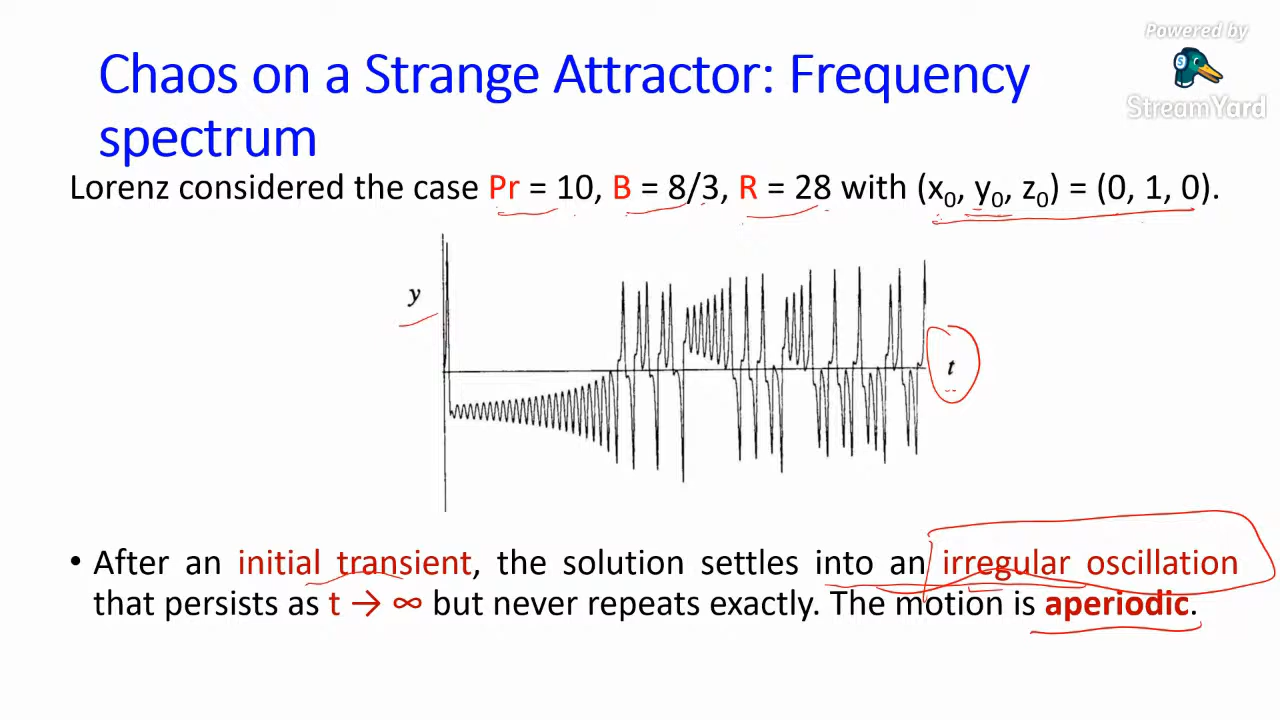 Powered by
StreamYard
Chaos on a Strange Attractor: Frequency
spectrum
Lorenz considered the case Pr = 10, B = 8/3, R = 28 with (x₀, y₀, z₀) = (0, 1, 0).
y
t
• After an initial transient, the solution settles into an irregular oscillation
that persists as t → ∞ but never repeats exactly. The motion is aperiodic.